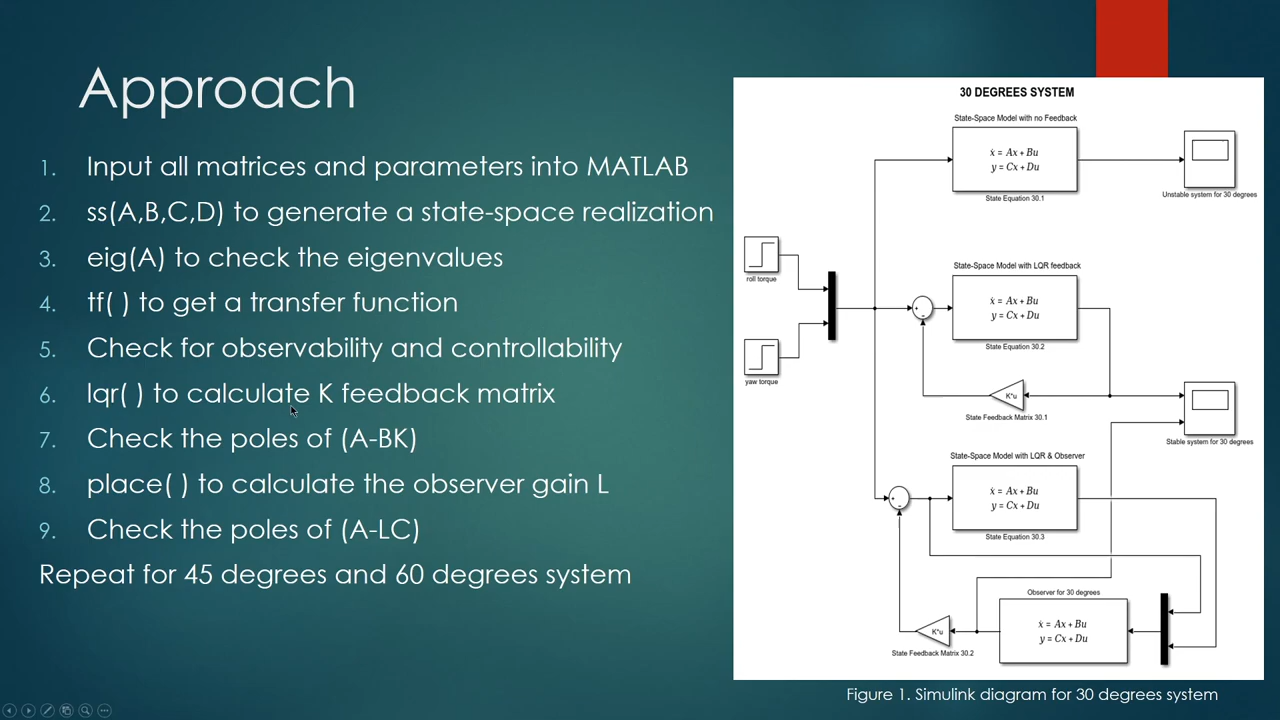 Approach
1. Input all matrices and parameters into MATLAB
2. ss(A,B,C,D) to generate a state-space realization
3. eig(A) to check the eigenvalues
4. tf( ) to get a transfer function
5. Check for observability and controllability
6. lqr( ) to calculate K feedback matrix
7. Check the poles of (A-BK)
8. place( ) to calculate the observer gain L
9. Check the poles of (A-LC)
Repeat for 45 degrees and 60 degrees system
30 DEGREES SYSTEM
State-Space Model with no Feedback
ẋ = Ax + Bu
y = Cx + Du
State Equation 30.1
Unstable system for 30 degrees
roll torque
yaw torque
State-Space Model with LQR feedback
ẋ = Ax + Bu
y = Cx + Du
State Equation 30.2
K*u
State Feedback Matrix 30.1
Stable system for 30 degrees
State-Space Model with LQR & Observer
ẋ = Ax + Bu
y = Cx + Du
State Equation 30.3
Observer for 30 degrees
ẋ = Ax + Bu
y = Cx + Du
K*u
State Feedback Matrix 30.2
Figure 1. Simulink diagram for 30 degrees system